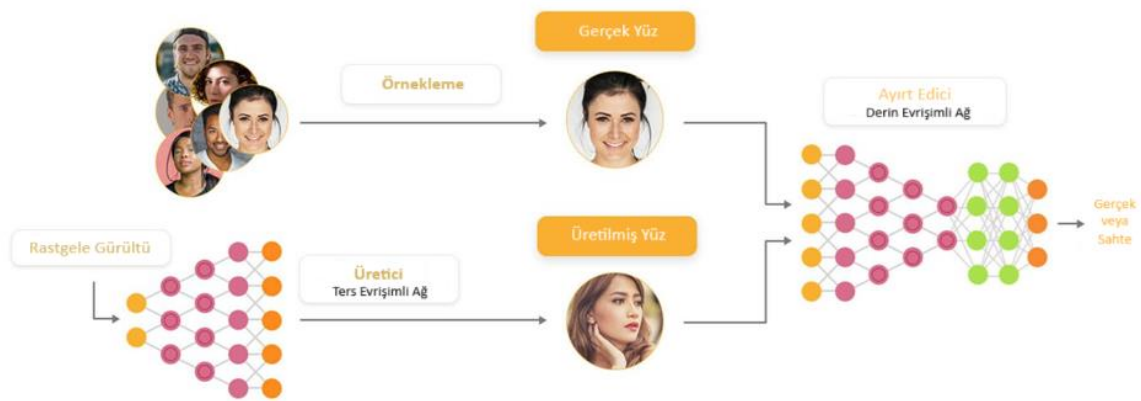 Gerçek Yüz
Örnekleme
Ayırt Edici
Derin Evrişimli Ağ
Rastgele Gürültü
Üretici
Ters Evrişimli Ağ
Üretilmiş Yüz
Gerçek
veya
Sahte